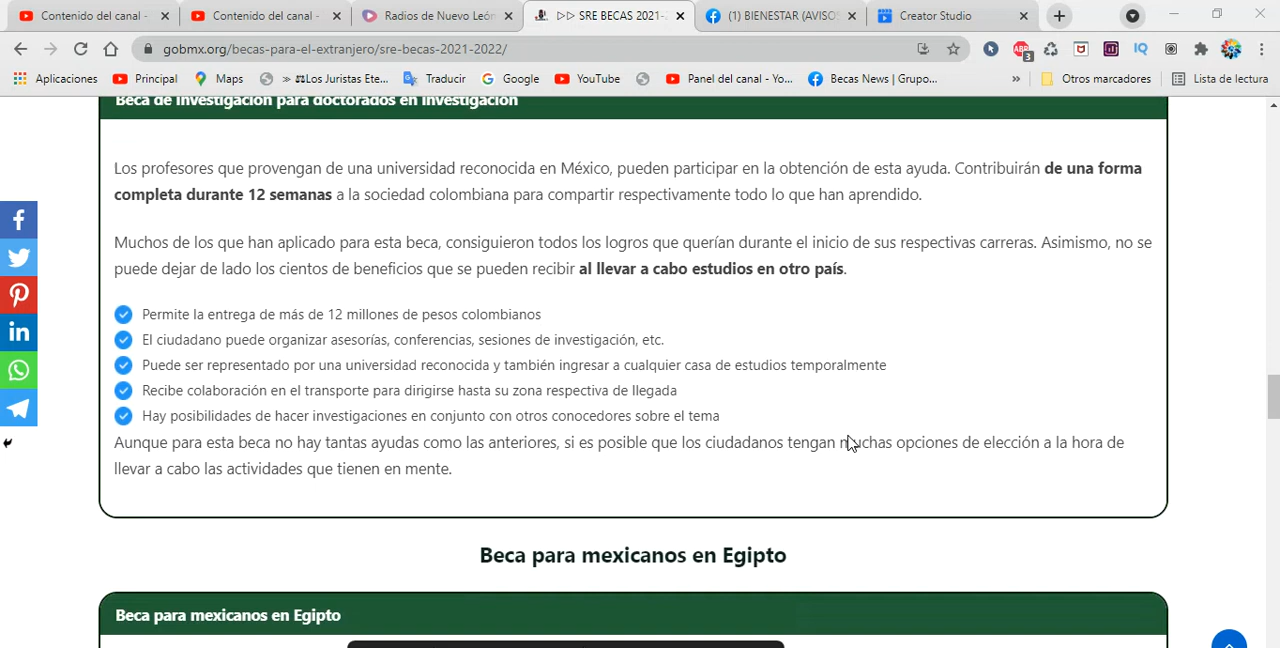 Contenido del canal -
Contenido del canal -
Radios de Nuevo León
▷▷ SRE BECAS 2021-
(1) BIENESTAR (AVISOS
Creator Studio
gobmx.org/becas-para-el-extranjero/sre-becas-2021-2022/
ABP
3
IQ
Aplicaciones
Principal
Maps
» ⚖Los Juristas Ete...
Traducir
Google
YouTube
Panel del canal - Yo...
Becas News | Grupo...
»
Otros marcadores
Lista de lectura
Beca de investigación para doctorados en investigación
Los profesores que provengan de una universidad reconocida en México, pueden participar en la obtención de esta ayuda. Contribuirán de una forma
completa durante 12 semanas a la sociedad colombiana para compartir respectivamente todo lo que han aprendido.
Muchos de los que han aplicado para esta beca, consiguieron todos los logros que querían durante el inicio de sus respectivas carreras. Asimismo, no se
puede dejar de lado los cientos de beneficios que se pueden recibir al llevar a cabo estudios en otro país.
Permite la entrega de más de 12 millones de pesos colombianos
El ciudadano puede organizar asesorías, conferencias, sesiones de investigación, etc.
Puede ser representado por una universidad reconocida y también ingresar a cualquier casa de estudios temporalmente
Recibe colaboración en el transporte para dirigirse hasta su zona respectiva de llegada
Hay posibilidades de hacer investigaciones en conjunto con otros conocedores sobre el tema
Aunque para esta beca no hay tantas ayudas como las anteriores, si es posible que los ciudadanos tengan muchas opciones de elección a la hora de
llevar a cabo las actividades que tienen en mente.
Beca para mexicanos en Egipto
Beca para mexicanos en Egipto